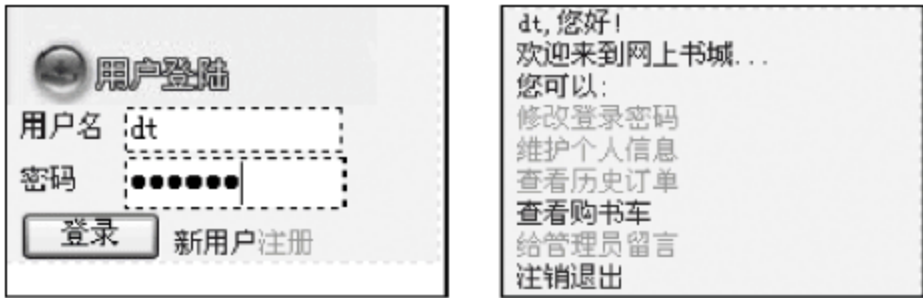 用户登陆
用户名 dt
密码 ●●●●●●
登录 新用户注册
dt,您好!
欢迎来到网上书城...
您可以:
修改登录密码
维护个人信息
查看历史订单
查看购书车
给管理员留言
注销退出